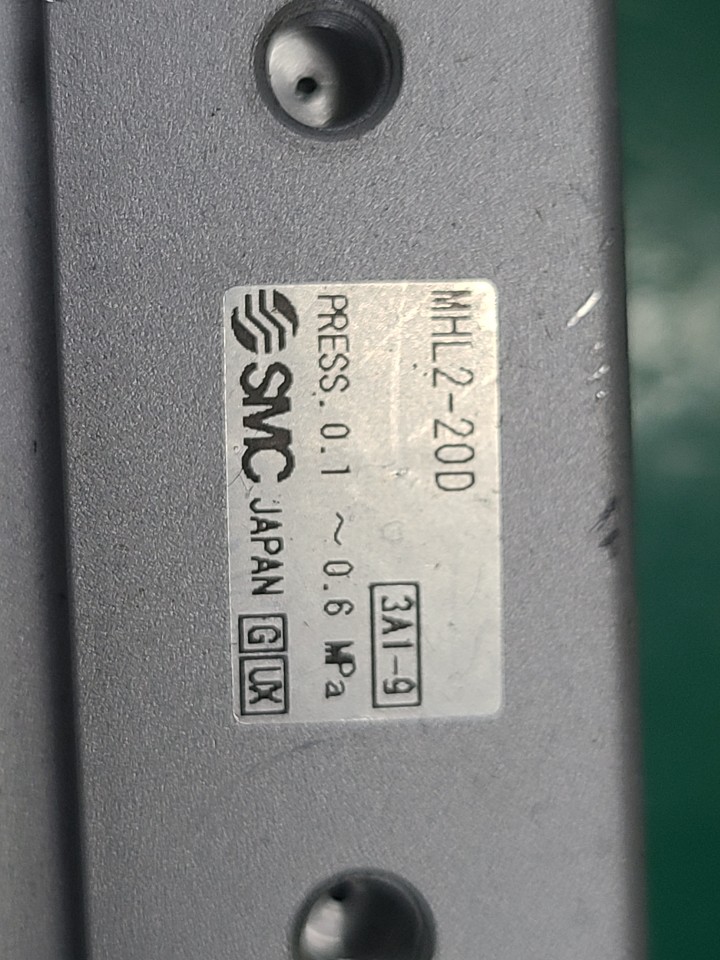 MHL2-20D
3A1-9
PRESS. 0.1 ～0.6 MPa
SMC JAPAN G UX